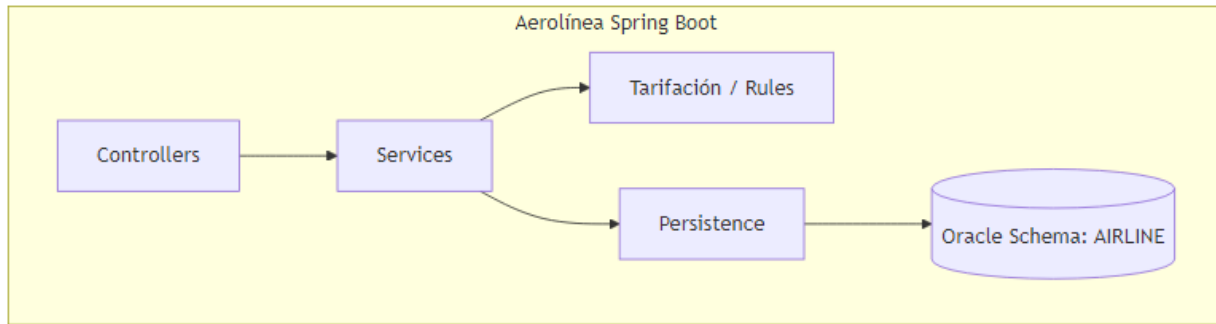 Aerolínea Spring Boot
Tarifación / Rules
Controllers
Services
Persistence
Oracle Schema: AIRLINE